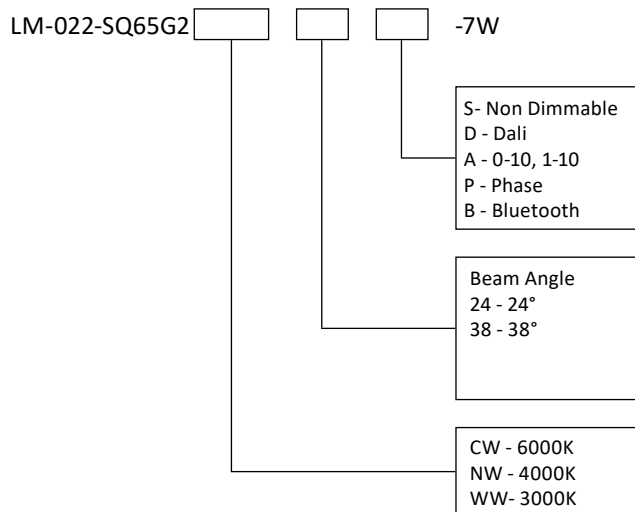 LM-022-SQ65G2 -7W
S- Non Dimmable
D - Dali
A - 0-10, 1-10
P - Phase
B - Bluetooth
Beam Angle
24 - 24°
38 - 38°
CW - 6000K
NW - 4000K
WW- 3000K